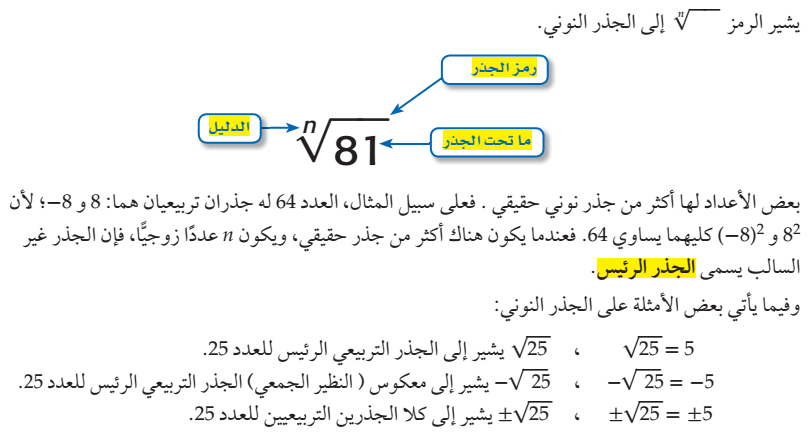 يشير الرمز ⁿ√ إلى الجذر النوني.
رمز الجذر
الدليل
ⁿ√81
ما تحت الجذر
بعض الأعداد لها أكثر من جذر نوني حقيقي . فعلى سبيل المثال، العدد 64 له جذران تربيعيان هما: 8 و 8−؛ لأن
8² و (−8)² كليهما يساوي 64. فعندما يكون هناك أكثر من جذر حقيقي، ويكون n عددًا زوجيًّا، فإن الجذر غير
السالب يسمى الجذر الرئيس.
وفيما يأتي بعض الأمثلة على الجذر النوني:
√25 = 5 ، √25 يشير إلى الجذر التربيعي الرئيس للعدد 25.
−√25 = −5 ، −√25 يشير إلى معكوس ( النظير الجمعي) الجذر التربيعي الرئيس للعدد 25.
±√25 = ±5 ، ±√25 يشير إلى كلا الجذرين التربيعيين للعدد 25.